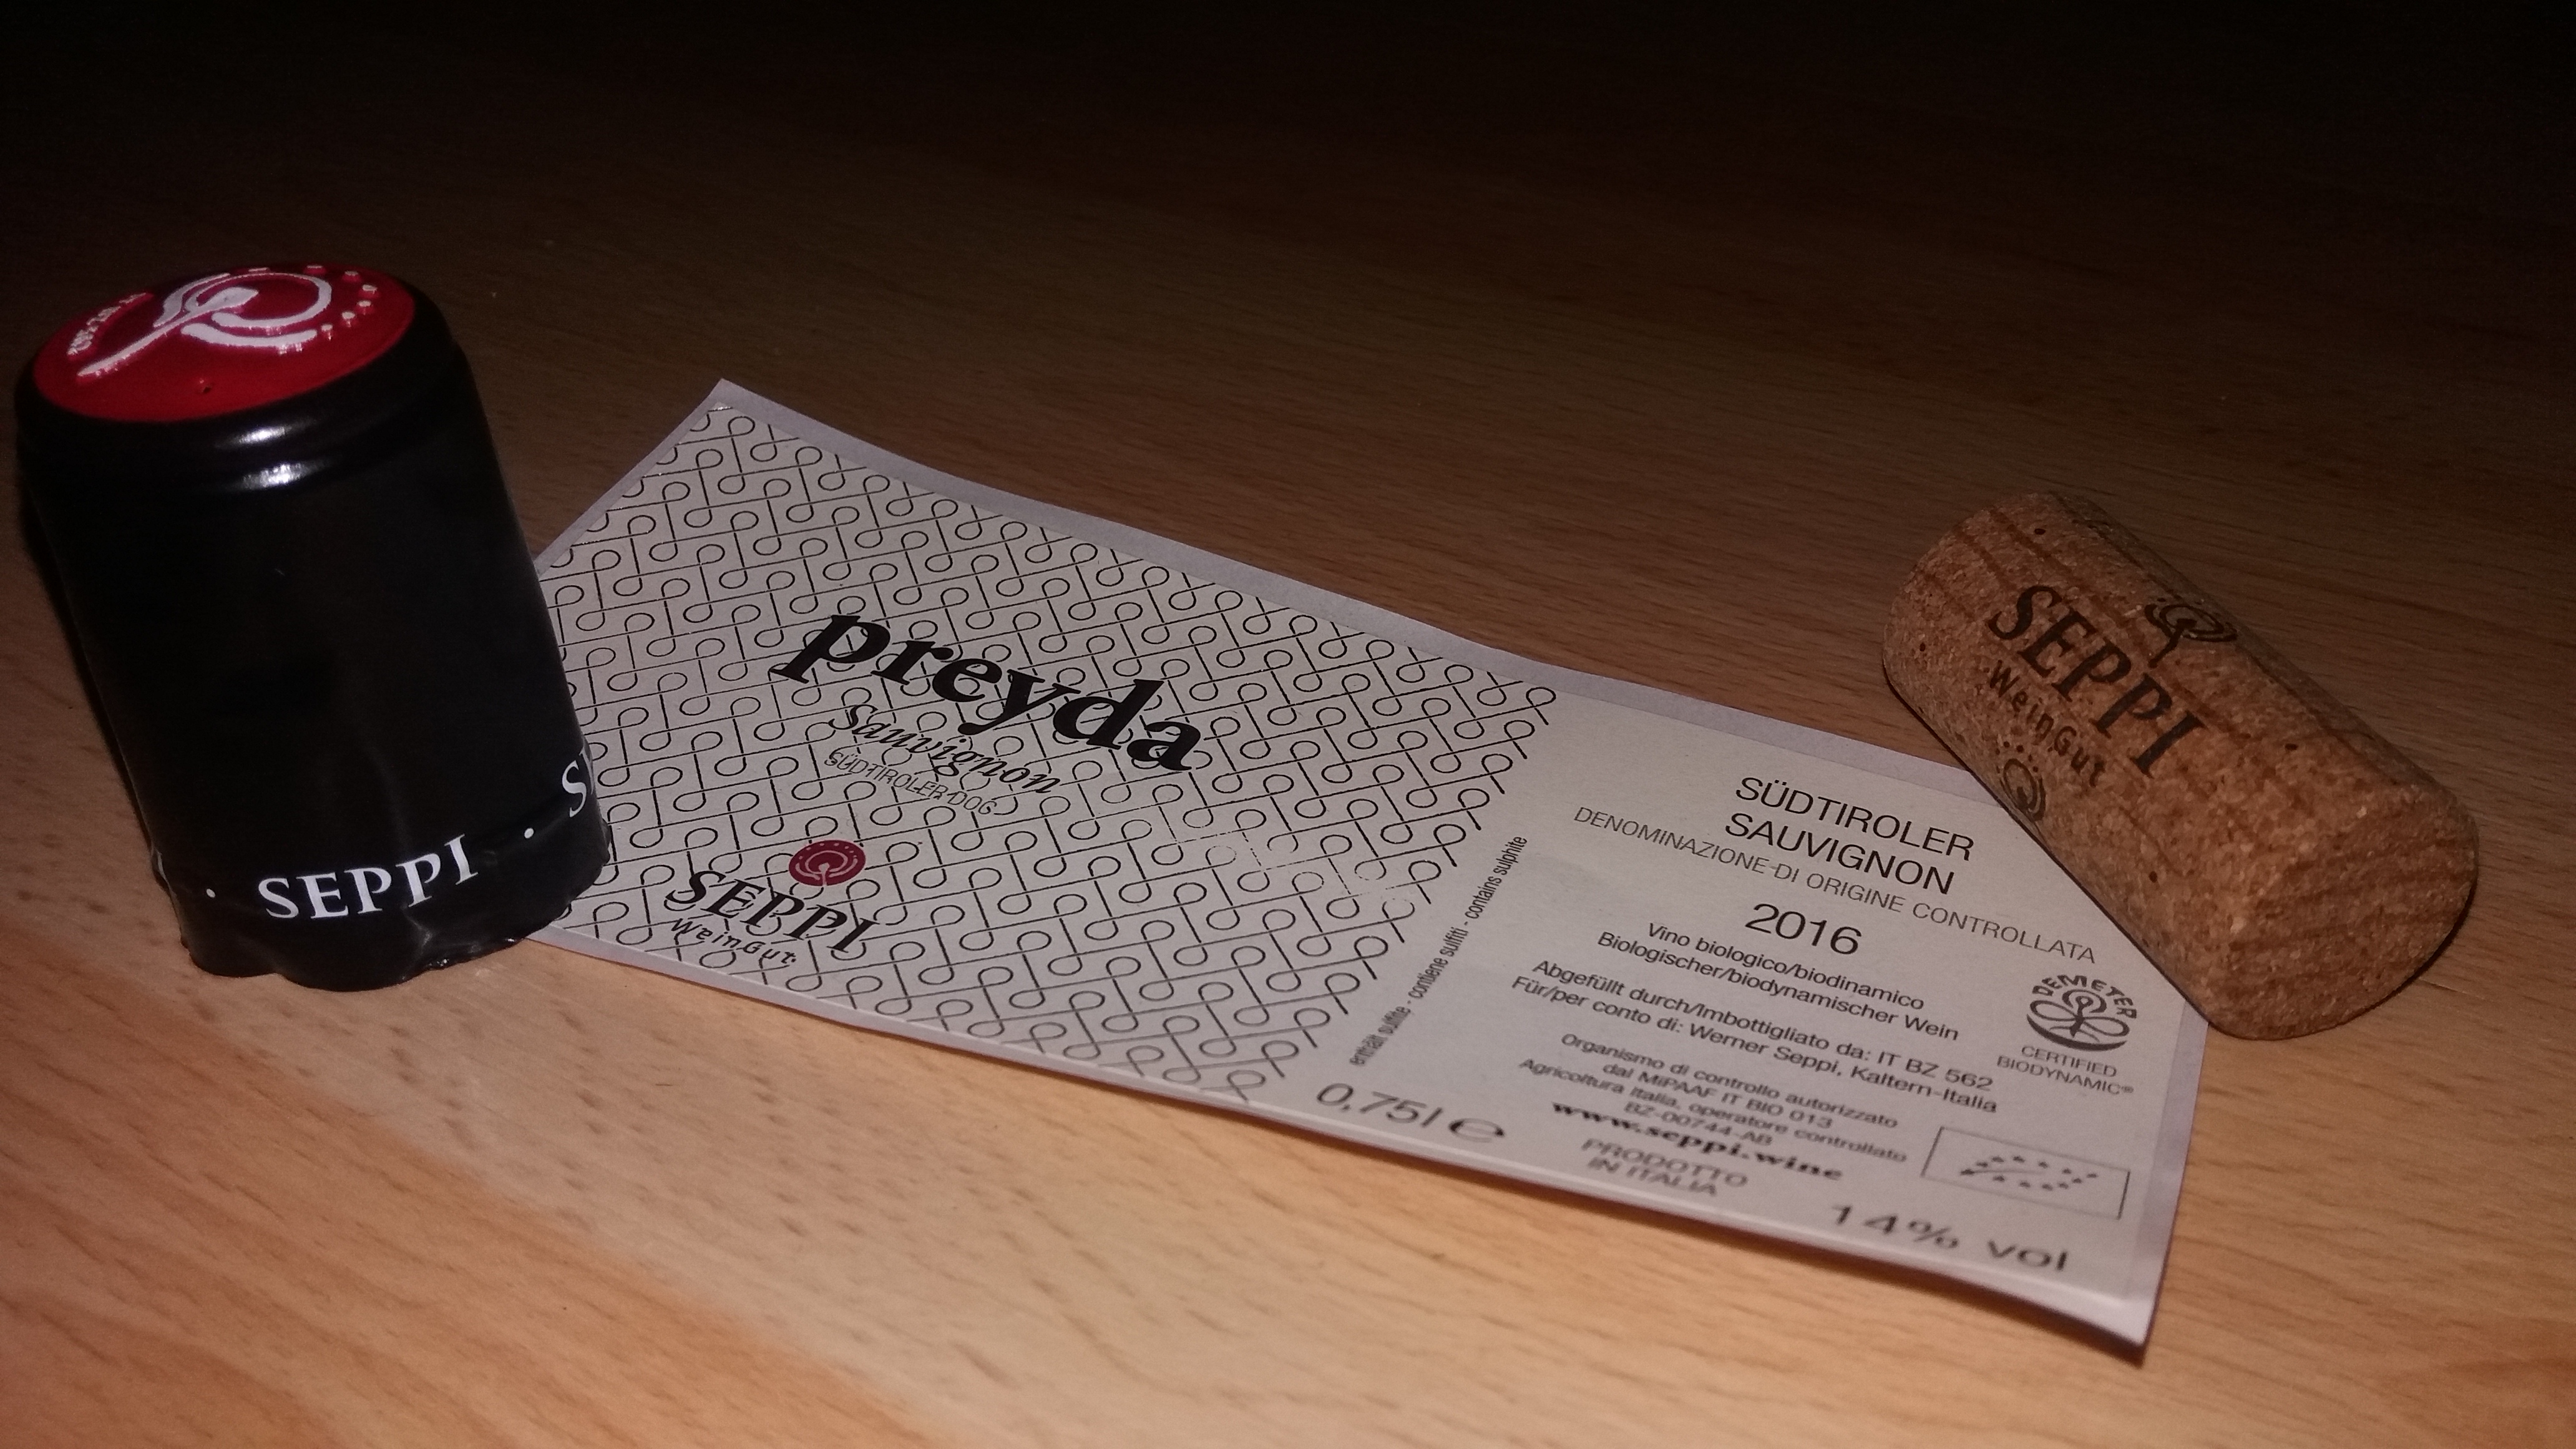 SEPPI
preyda
Sauvignon
SÜDTIROLER DOC
SEPPI
WeinGut
enthält sulfite - contiene solfiti - contains sulphite
0,75l e
SÜDTIROLER
SAUVIGNON
DENOMINAZIONE DI ORIGINE CONTROLLATA
2016
Vino biologico/biodinamico
Biologischer/biodynamischer Wein
Abgefüllt durch/Imbottigliato da: IT BZ 562
Für/per conto di: Werner Seppi, Kaltern-Italia
Organismo di controllo autorizzato
dal MiPAAF IT BIO 013
Agricoltura Italia, operatore controllato
BZ-00744-AB
www.seppi.wine
PRODOTTO
IN ITALIA
14% vol
DEMETER
CERTIFIED
BIODYNAMIC®
SEPPI
WeinGut